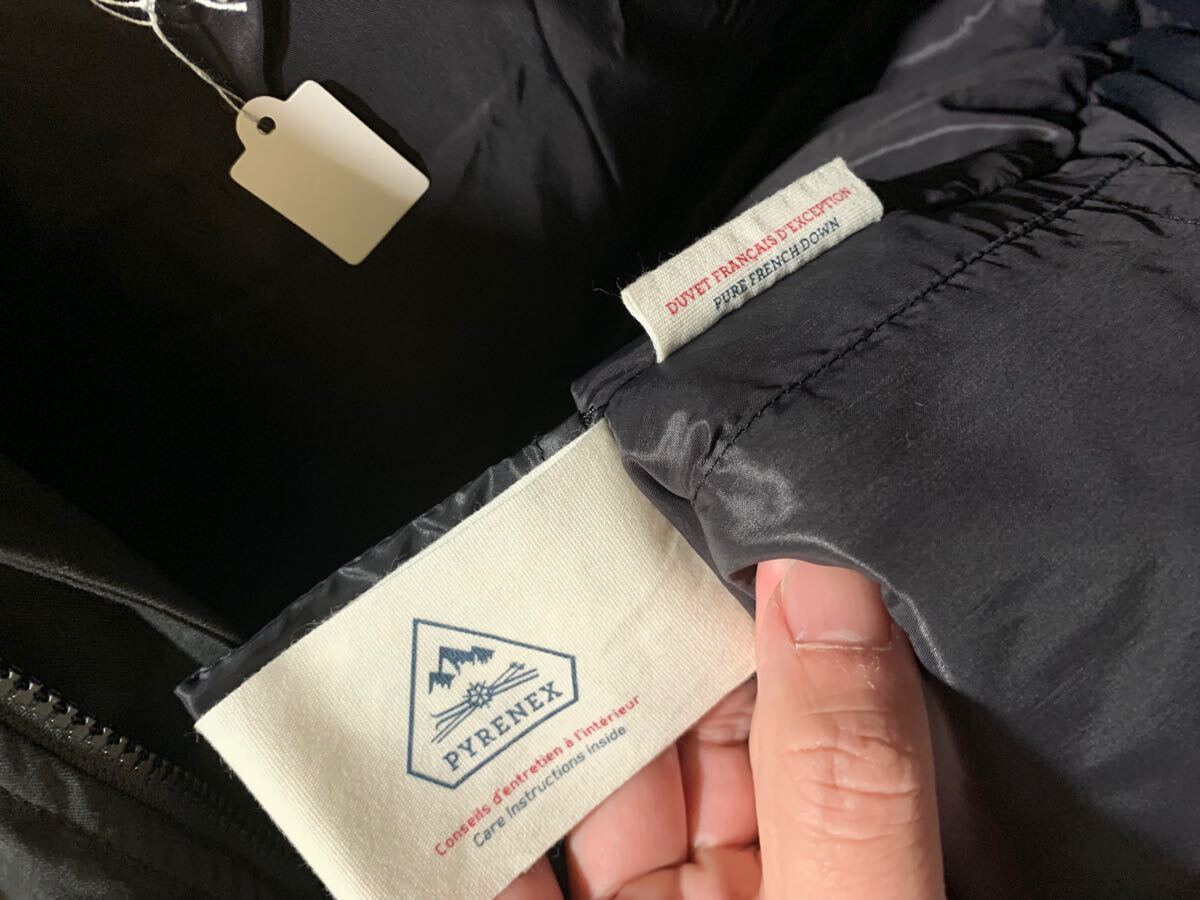 DUVET FRANÇAIS D'EXCEPTION
PURE FRENCH DOWN
PYRENEX
Conseils d'entretien à l'intérieur
Care Instructions inside